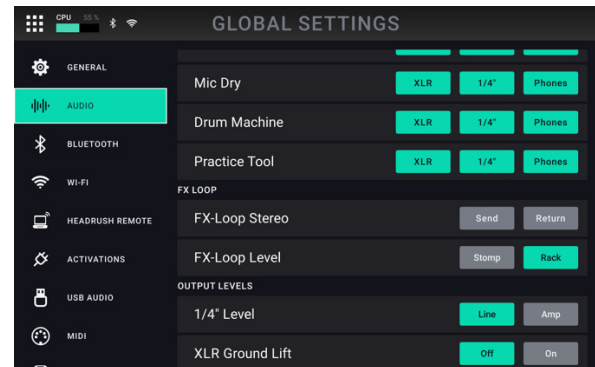 CPU 55 % GLOBAL SETTINGS
GENERAL
AUDIO
BLUETOOTH
WI-FI
HEADRUSH REMOTE
ACTIVATIONS
USB AUDIO
MIDI
Mic Dry XLR 1/4" Phones
Drum Machine XLR 1/4" Phones
Practice Tool XLR 1/4" Phones
FX LOOP
FX-Loop Stereo Send Return
FX-Loop Level Stomp Rack
OUTPUT LEVELS
1/4" Level Line Amp
XLR Ground Lift Off On